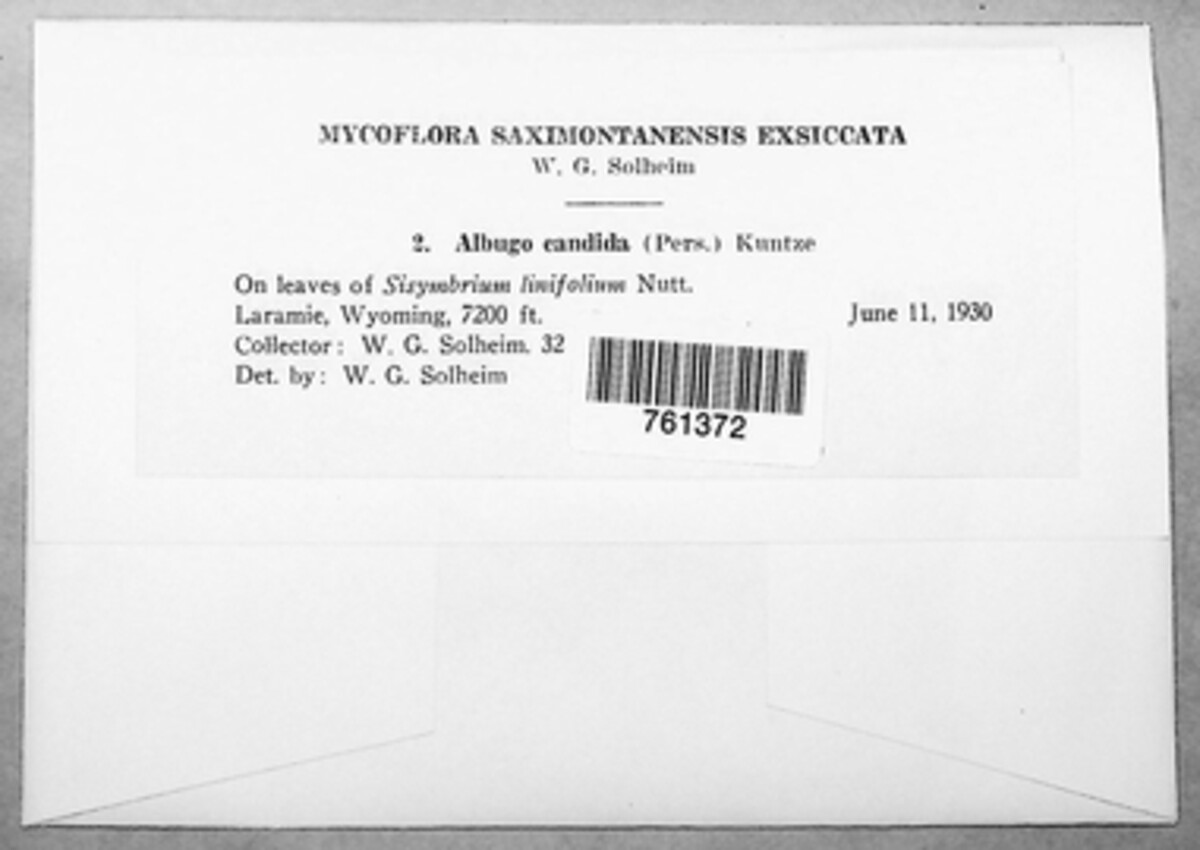 MYCOFLORA SAXIMONTANENSIS EXSICCATA
W. G. Solheim
2. Albugo candida (Pers.) Kuntze
On leaves of Sisymbrium linifolium Nutt.
Laramie, Wyoming, 7200 ft. June 11, 1930
Collector: W. G. Solheim. 32
Det. by: W. G. Solheim
761372